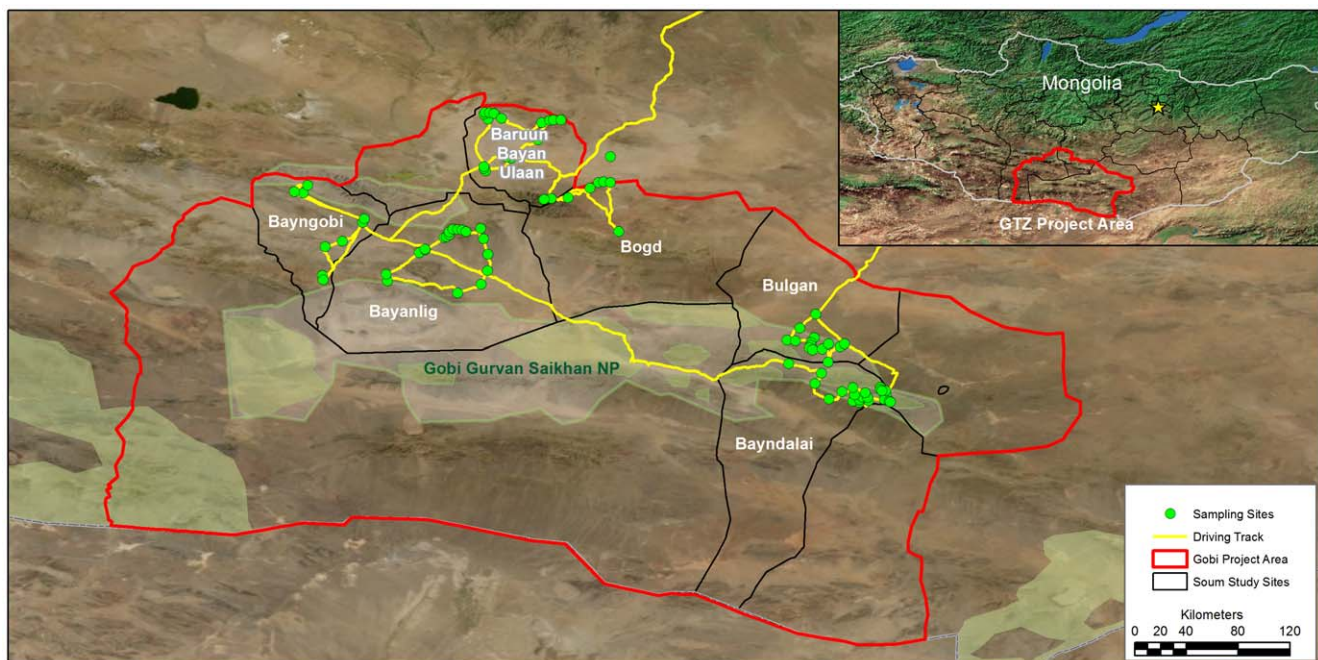 Mongolia
GTZ Project Area
Baruun
Bayan
Ulaan
Bayngobi
Bogd
Bayanlig
Bulgan
Gobi Gurvan Saikhan NP
Bayndalai
Sampling Sites
Driving Track
Gobi Project Area
Soum Study Sites
Kilometers
0 20 40 80 120